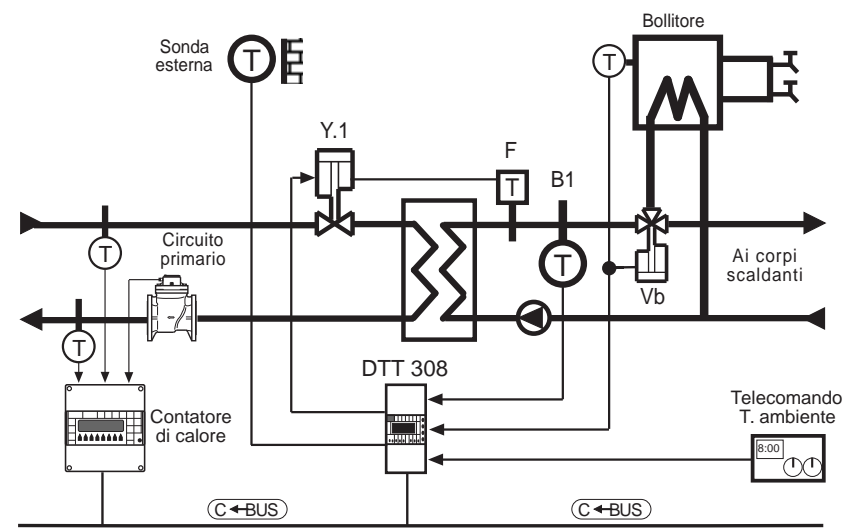 Bollitore
Sonda
esterna
T
T
Y.1
F
B1
T
Circuito
primario
T
T
Ai corpi
scaldanti
Vb
T
DTT 308
Contatore
di calore
Telecomando
T. ambiente
8:00
C BUS
C BUS